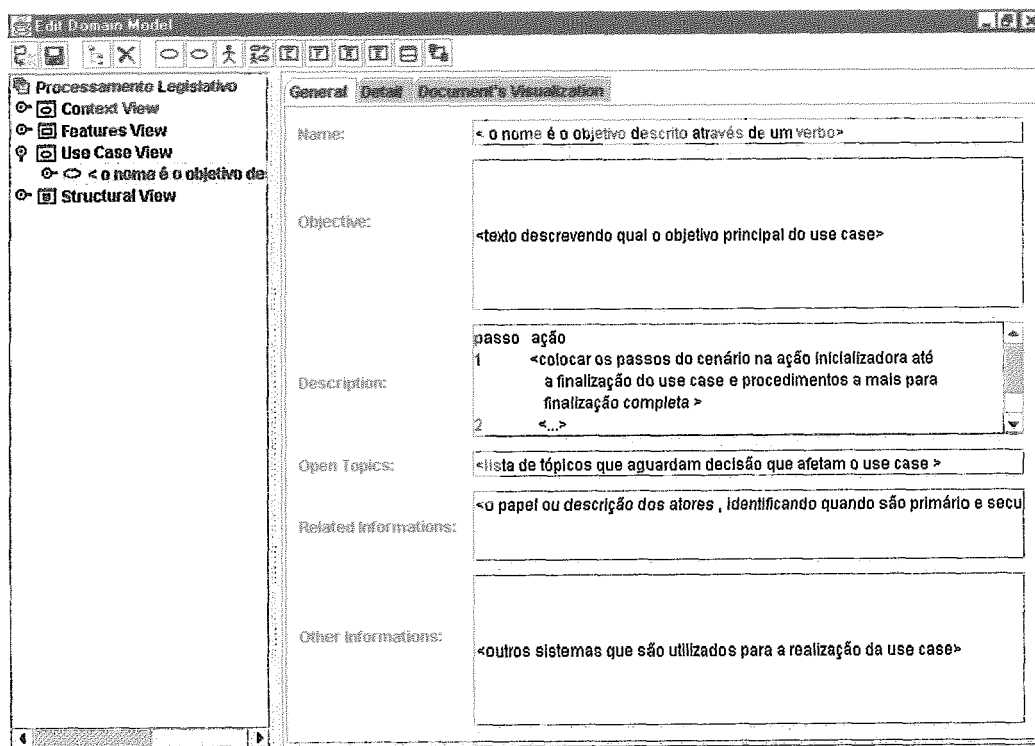 Edit Domain Model
Processamento Legislativo
Context View
Features View
Use Case View
< o nome é o objetivo de
Structural View
General Detail Document's Visualization
Name: < o nome é o objetivo descrito através de um verbo>
Objective: <texto descrevendo qual o objetivo principal do use case>
passo ação
1 <colocar os passos do cenário na ação inicializadora até
a finalização do use case e procedimentos a mais para
Description:
finalização completa >
2 <...>
Open Topics: <lista de tópicos que aguardam decisão que afetam o use case >
<o papel ou descrição dos atores , identificando quando são primário e secu
Related Informations:
Other Informations: <outros sistemas que são utilizados para a realização da use case>